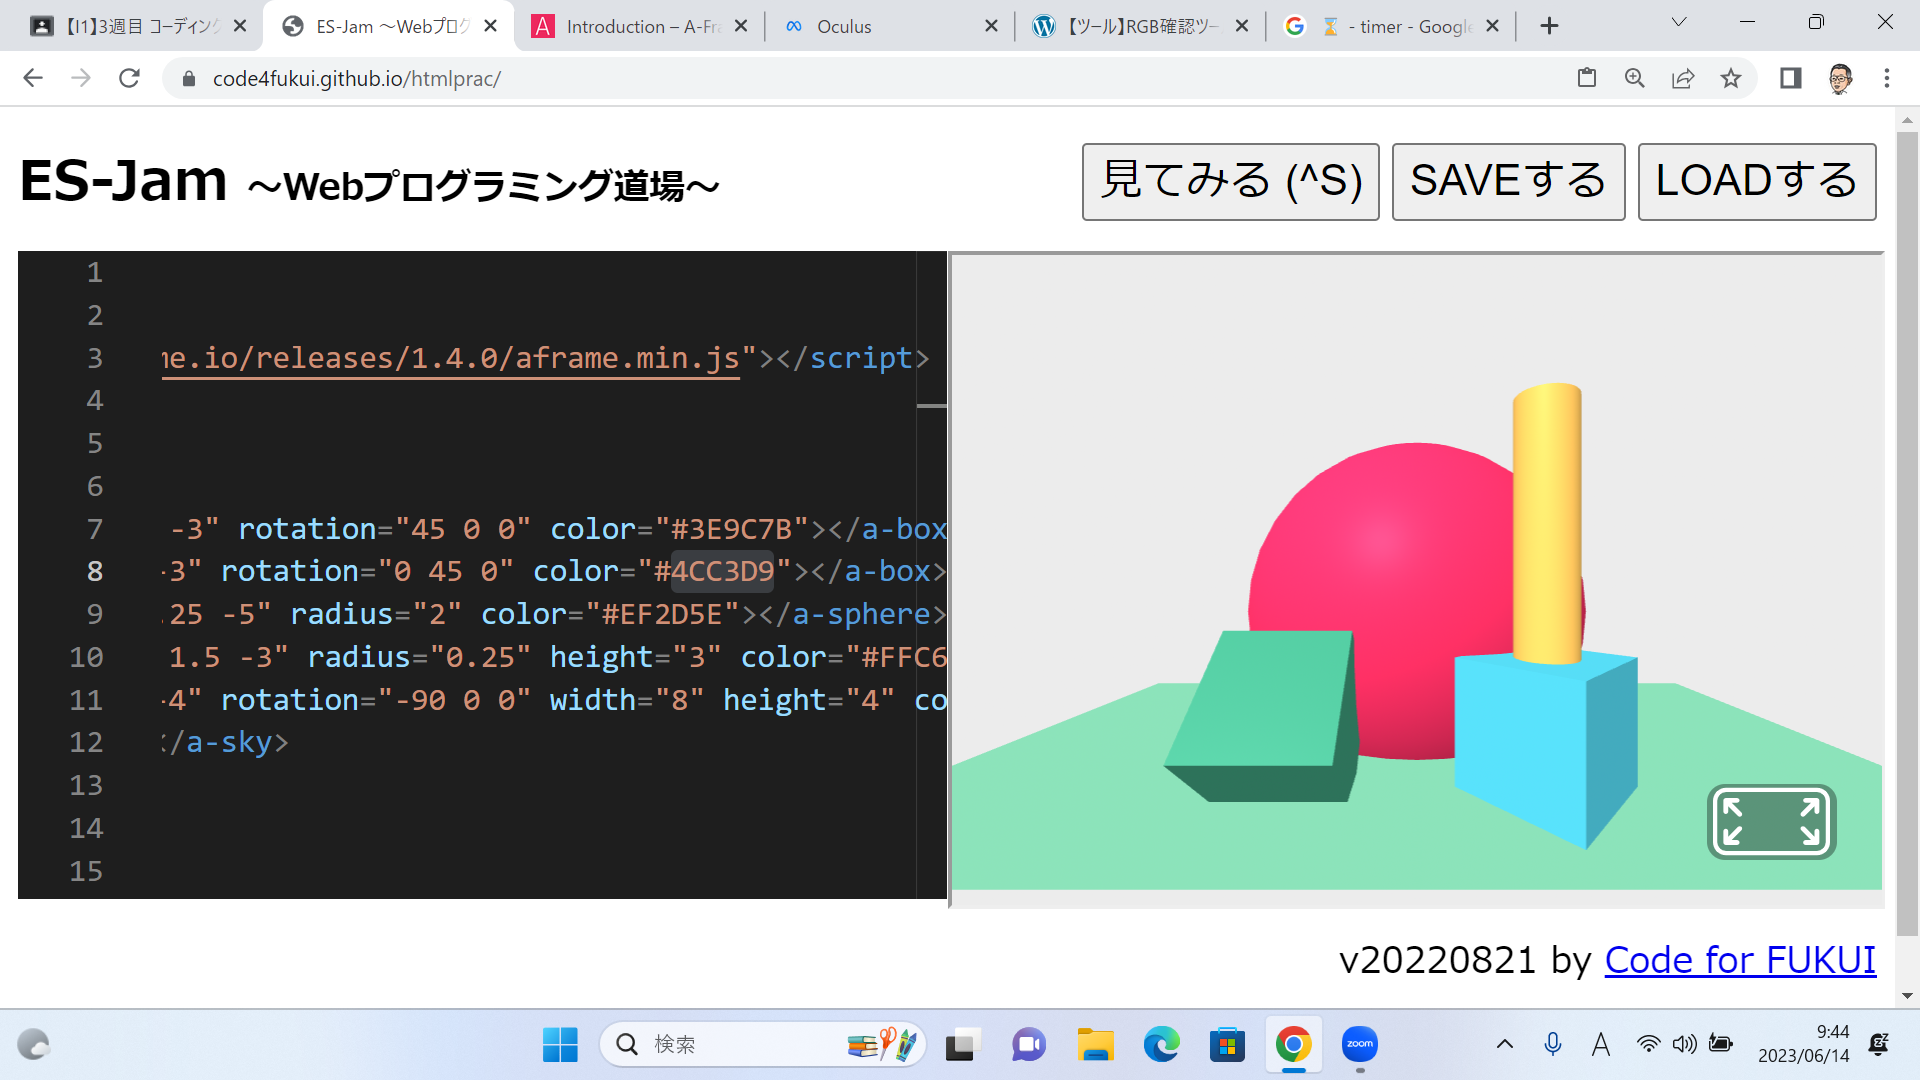 【I1】3週目 コーディング
ES-Jam ～Webプログ
Introduction – A-Fra
Oculus
【ツール】RGB確認ツー
- timer - Google
code4fukui.github.io/htmlprac/
ES-Jam ～Webプログラミング道場～
見てみる (^S)
SAVEする
LOADする
1
2
3 me.io/releases/1.4.0/aframe.min.js"></script>
4
5
6
7 -3" rotation="45 0 0" color="#3E9C7B"></a-box
8 -3" rotation="0 45 0" color="#4CC3D9"></a-box>
9 .25 -5" radius="2" color="#EF2D5E"></a-sphere>
10 1.5 -3" radius="0.25" height="3" color="#FFC6
11 -4" rotation="-90 0 0" width="8" height="4" co
12 </a-sky>
13
14
15
v20220821 by Code for FUKUI
検索
zoom
A
9:44
2023/06/14